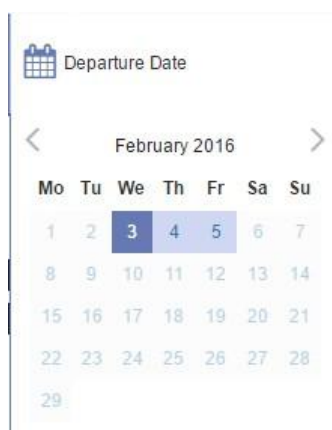 Departure Date
February 2016
Mo Tu We Th Fr Sa Su
1 2 3 4 5 6 7
8 9 10 11 12 13 14
15 16 17 18 19 20 21
22 23 24 25 26 27 28
29